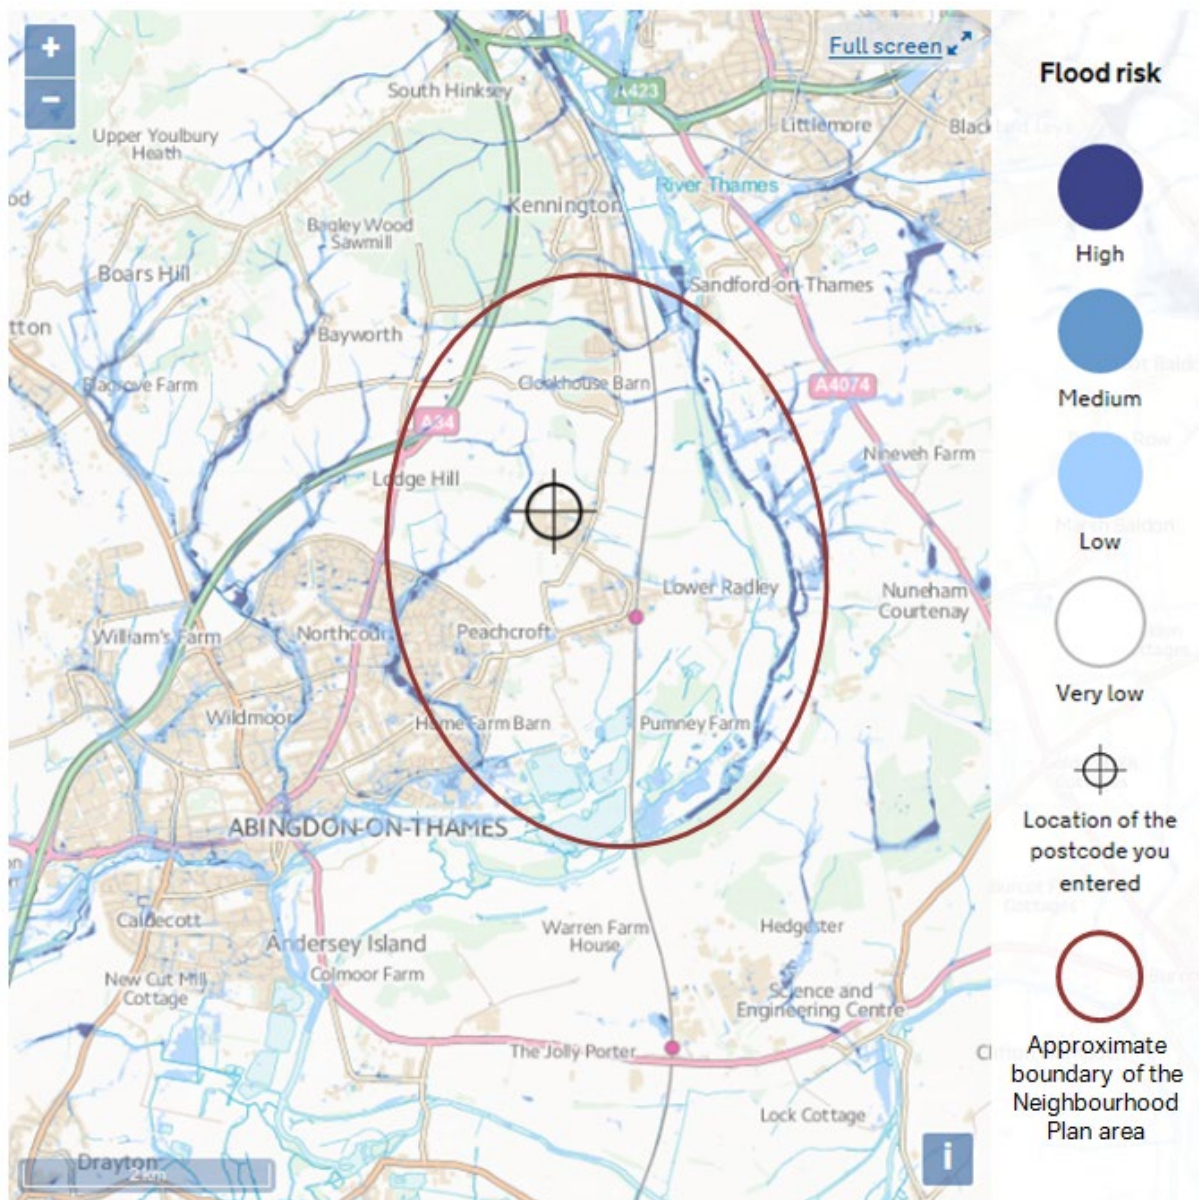 +
−
Full screen
South Hinksey
A423
Upper Youlbury
Heath
Littlemore
River Thames
Kennington
Bagley Wood
Sawmill
Boars Hill
Sandford-on-Thames
Bayworth
Blagrove Farm
Clockhouse Barn
A4074
A34
Nineveh Farm
Lodge Hill
Lower Radley
Nuneham
Courtenay
William's Farm
Northcourt
Peachcroft
Wildmoor
Home Farm Barn
Pumney Farm
ABINGDON-ON-THAMES
Caldecott
Andersey Island
Warren Farm
House
Hedgester
New Cut Mill
Cottage
Colmoor Farm
Science and
Engineering Centre
The Jolly Porter
Lock Cottage
Drayton
2 km
i
Flood risk
High
Medium
Low
Very low
Location of the
postcode you
entered
Approximate
boundary of the
Neighbourhood
Plan area